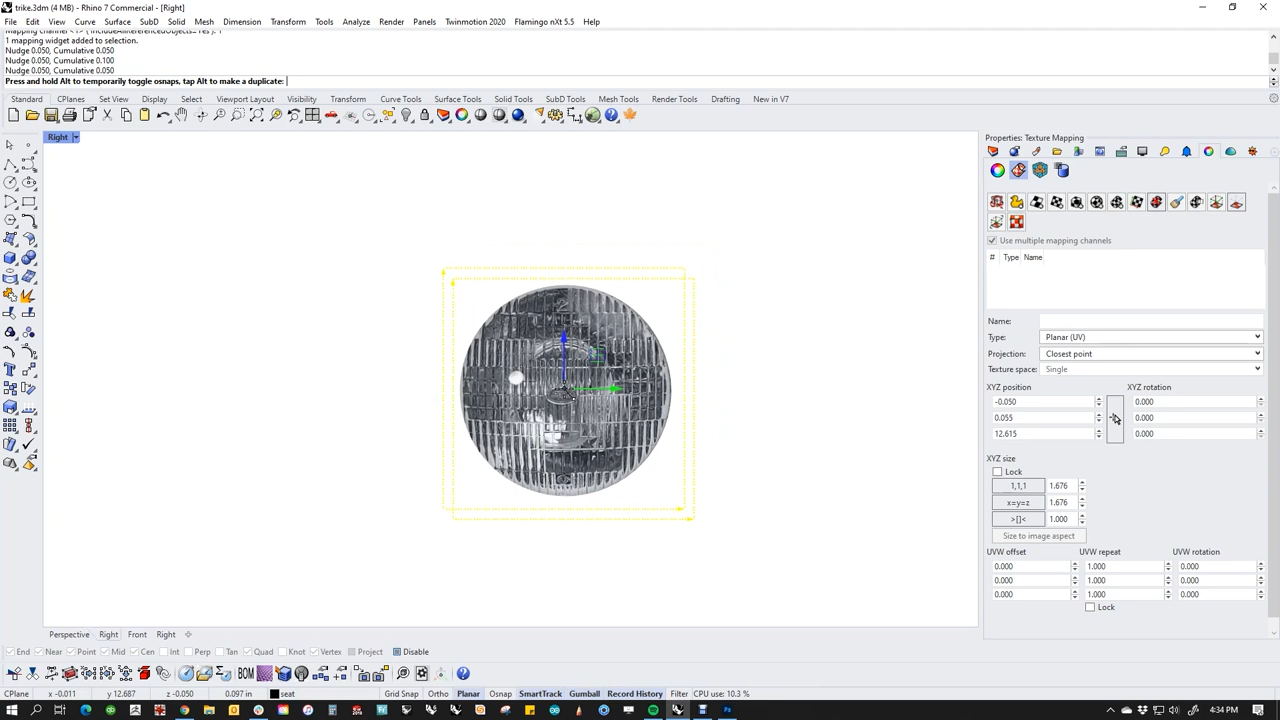 trike.3dm (4 MB) - Rhino 7 Commercial - [Right]
File Edit View Curve Surface SubD Solid Mesh Dimension Transform Tools Analyze Render Panels Twinmotion 2020 Flamingo nXt 5.5 Help
1 mapping widget added to selection.
Nudge 0.050, Cumulative 0.050
Nudge 0.050, Cumulative 0.100
Nudge 0.050, Cumulative 0.050
Press and hold Alt to temporarily toggle osnaps, tap Alt to make a duplicate:
Standard CPlanes Set View Display Select Viewport Layout Visibility Transform Curve Tools Surface Tools Solid Tools SubD Tools Mesh Tools Render Tools Drafting New in V7
Right
Properties: Texture Mapping
Use multiple mapping channels
# Type Name
Name:
Type: Planar (UV)
Projection: Closest point
Texture space: Single
XYZ position XYZ rotation
-0.050 0.000
0.055 0.000
12.615 0.000
XYZ size
Lock
1,1,1 1.676
x=y=z 1.676
>[]< 1.000
Size to image aspect
UVW offset UVW repeat UVW rotation
0.000 1.000 0.000
0.000 1.000 0.000
0.000 1.000 0.000
Lock
Perspective Right Front Right
End Near Point Mid Cen Int Perp Tan Quad Knot Vertex Project Disable
BOM
CPlane x -0.011 y 12.687 z -0.050 0.097 in seat Grid Snap Ortho Planar Osnap SmartTrack Gumball Record History Filter CPU use: 10.3 %
4:34 PM